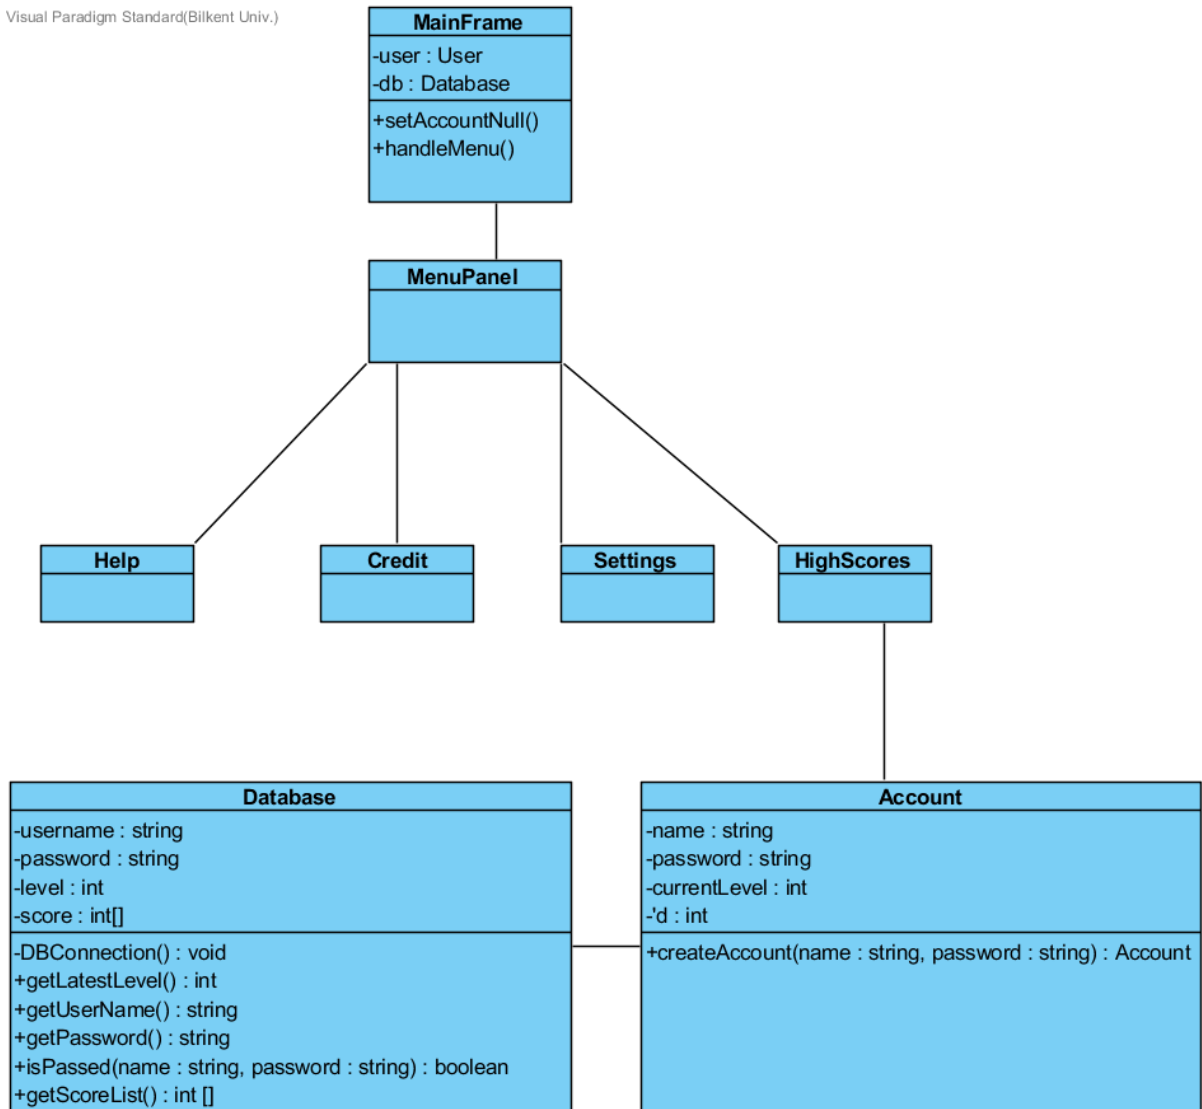 Visual Paradigm Standard(Bilkent Univ.)
MainFrame
-user : User
-db : Database
+setAccountNull()
+handleMenu()
MenuPanel
Help
Credit
Settings
HighScores
Database
-username : string
-password : string
-level : int
-score : int[]
-DBConnection() : void
+getLatestLevel() : int
+getUserName() : string
+getPassword() : string
+isPassed(name : string, password : string) : boolean
+getScoreList() : int []
Account
-name : string
-password : string
-currentLevel : int
-'d : int
+createAccount(name : string, password : string) : Account